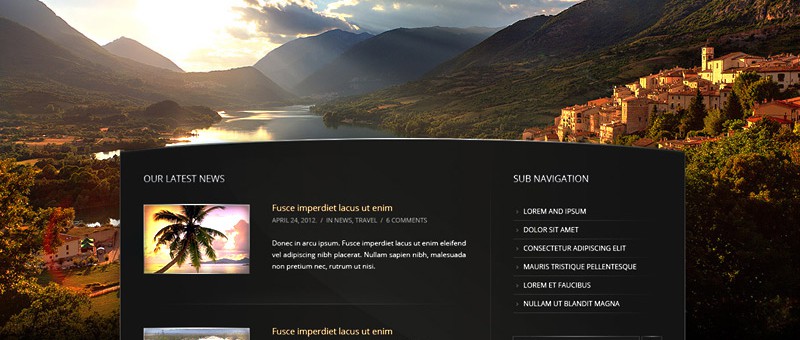 OUR LATEST NEWS
Fusce imperdiet lacus ut enim
APRIL 24, 2012. / IN NEWS, TRAVEL / 6 COMMENTS
Donec in arcu ipsum. Fusce imperdiet lacus ut enim eleifend
vel adipiscing nibh placerat. Nullam sapien nibh, malesuada
non pretium nec, rutrum ut nisi.
Fusce imperdiet lacus ut enim
SUB NAVIGATION
LOREM AND IPSUM
DOLOR SIT AMET
CONSECTETUR ADIPISCING ELIT
MAURIS TRISTIQUE PELLENTESQUE
LOREM ET FAUCIBUS
NULLAM UT BLANDIT MAGNA